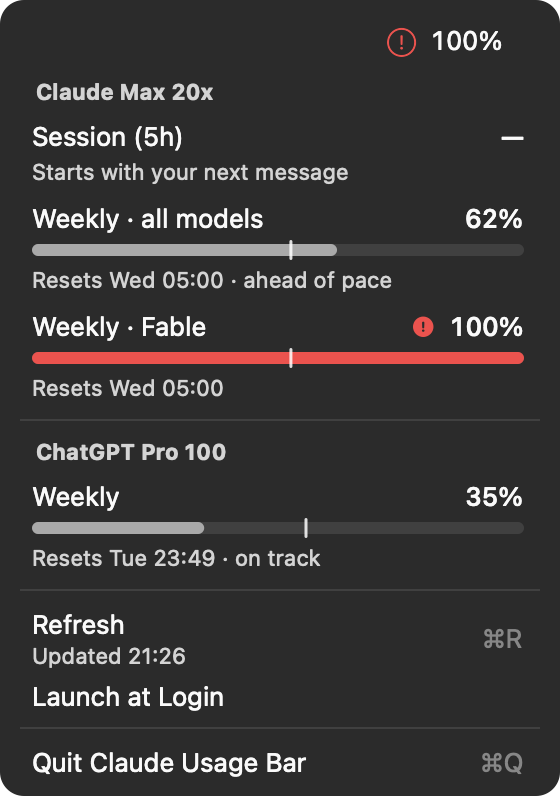 100%
Claude Max 20x
Session (5h) —
Starts with your next message
Weekly · all models 62%
Resets Wed 05:00 · ahead of pace
Weekly · Fable ! 100%
Resets Wed 05:00
ChatGPT Pro 100
Weekly 35%
Resets Tue 23:49 · on track
Refresh ⌘R
Updated 21:26
Launch at Login
Quit Claude Usage Bar ⌘Q